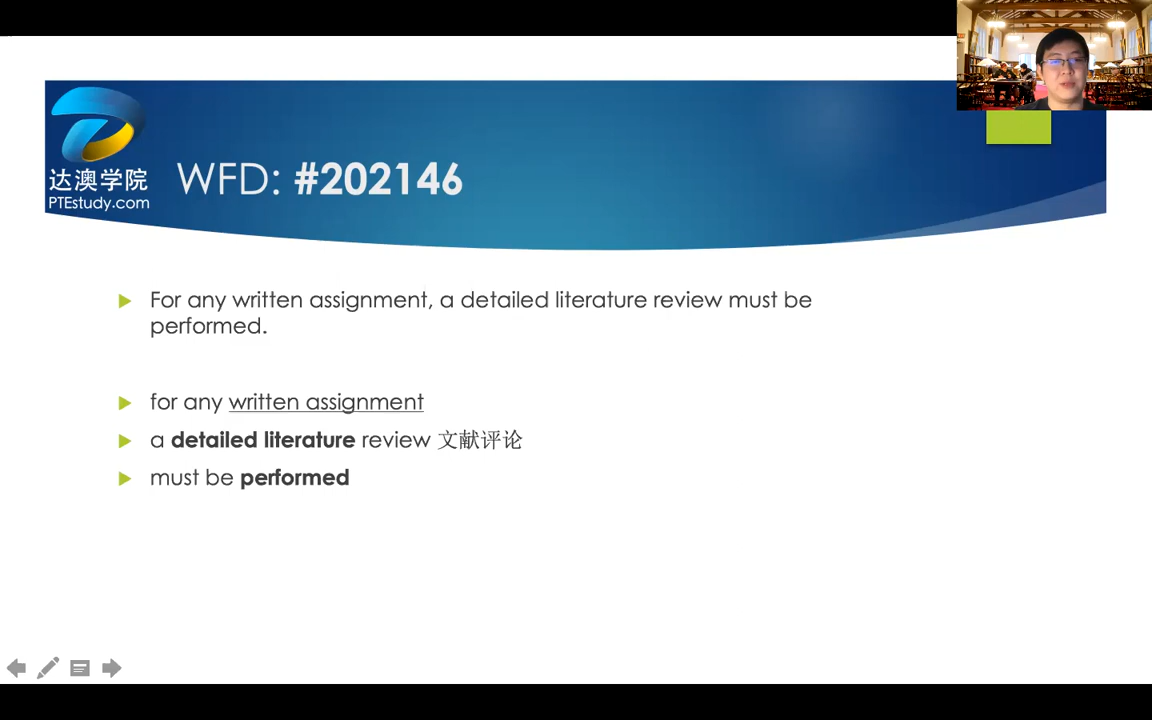 达澳学院
PTEstudy.com
WFD: #202146
For any written assignment, a detailed literature review must be
performed.
for any written assignment
a detailed literature review 文献评论
must be performed